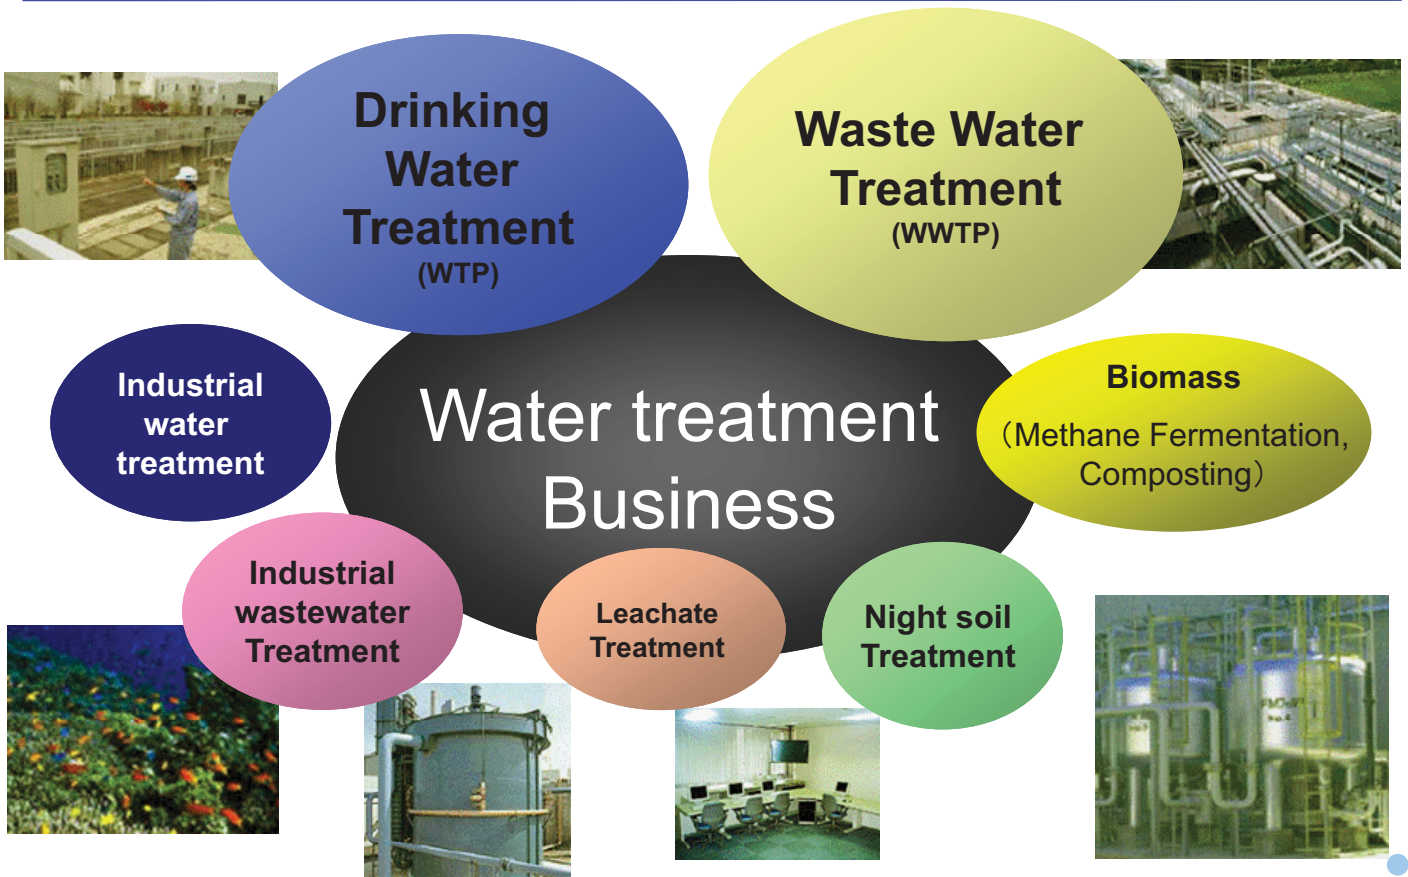 Drinking
Water
Treatment
(WTP)
Waste Water
Treatment
(WWTP)
Industrial
water
treatment
Water treatment
Business
Biomass
（Methane Fermentation,
Composting）
Industrial
wastewater
Treatment
Leachate
Treatment
Night soil
Treatment